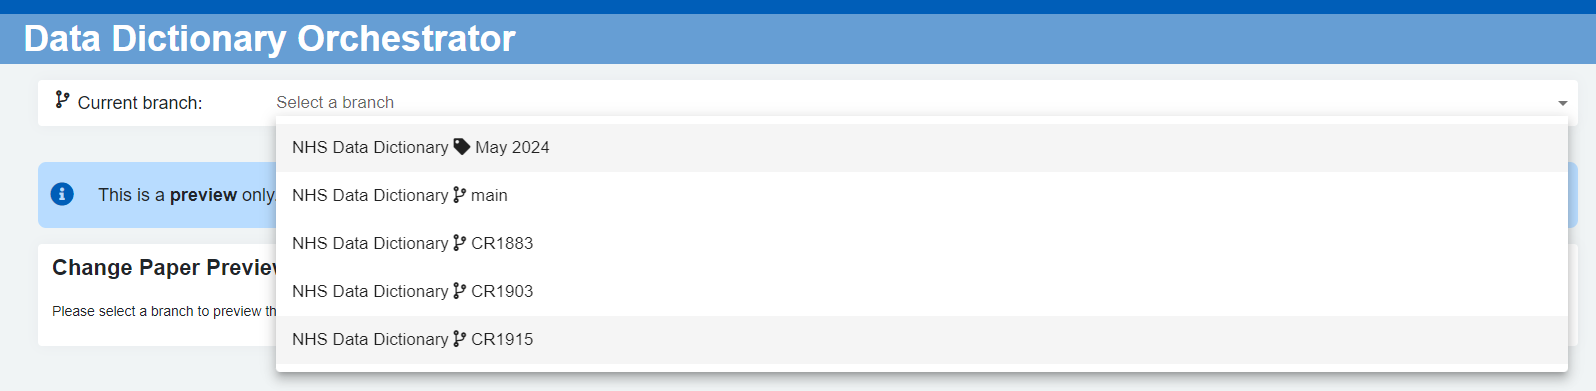 Data Dictionary Orchestrator
Current branch: Select a branch
NHS Data Dictionary May 2024
NHS Data Dictionary main
This is a preview only
NHS Data Dictionary CR1883
Change Paper Preview
NHS Data Dictionary CR1903
Please select a branch to preview th
NHS Data Dictionary CR1915